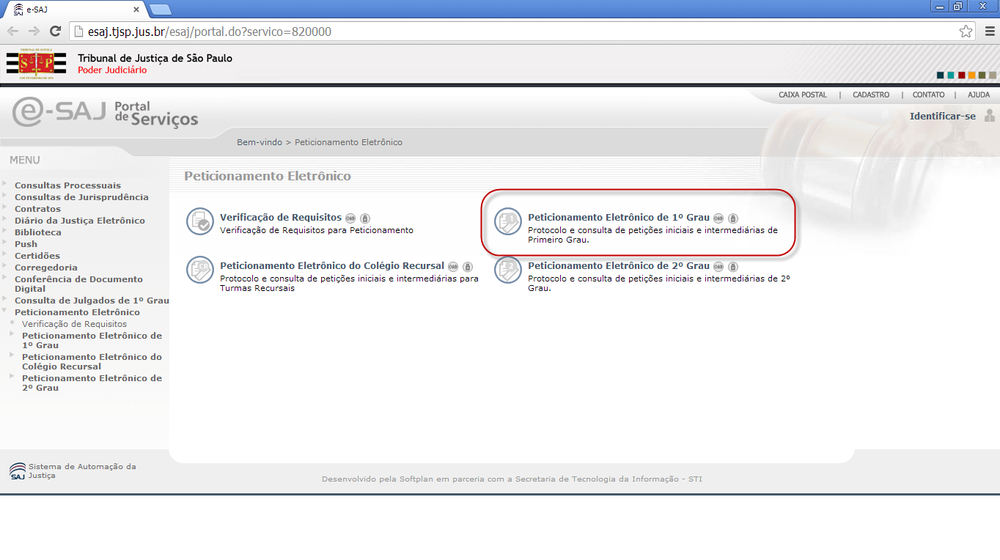 e-SAJ
esaj.tjsp.jus.br/esaj/portal.do?servico=820000
Tribunal de Justiça de São Paulo
Poder Judiciário
CAIXA POSTAL | CADASTRO | CONTATO | AJUDA
e-SAJ Portal
de Serviços
Identificar-se
Bem-vindo > Peticionamento Eletrônico
MENU
Consultas Processuais
Consultas de Jurisprudência
Contratos
Diário da Justiça Eletrônico
Biblioteca
Push
Certidões
Corregedoria
Conferência de Documento
Digital
Consulta de Julgados de 1º Grau
Peticionamento Eletrônico
Verificação de Requisitos
Peticionamento Eletrônico de
1º Grau
Peticionamento Eletrônico do
Colégio Recursal
Peticionamento Eletrônico de
2º Grau
Peticionamento Eletrônico
Verificação de Requisitos
Verificação de Requisitos para Peticionamento
Peticionamento Eletrônico de 1º Grau
Protocolo e consulta de petições iniciais e intermediárias de
Primeiro Grau.
Peticionamento Eletrônico do Colégio Recursal
Protocolo e consulta de petições iniciais e intermediárias para
Turmas Recursais
Peticionamento Eletrônico de 2º Grau
Protocolo e consulta de petições iniciais e intermediárias de 2º
Grau.
SAJ
Sistema de Automação da
Justiça
Desenvolvido pela Softplan em parceria com a Secretaria de Tecnologia da Informação - STI